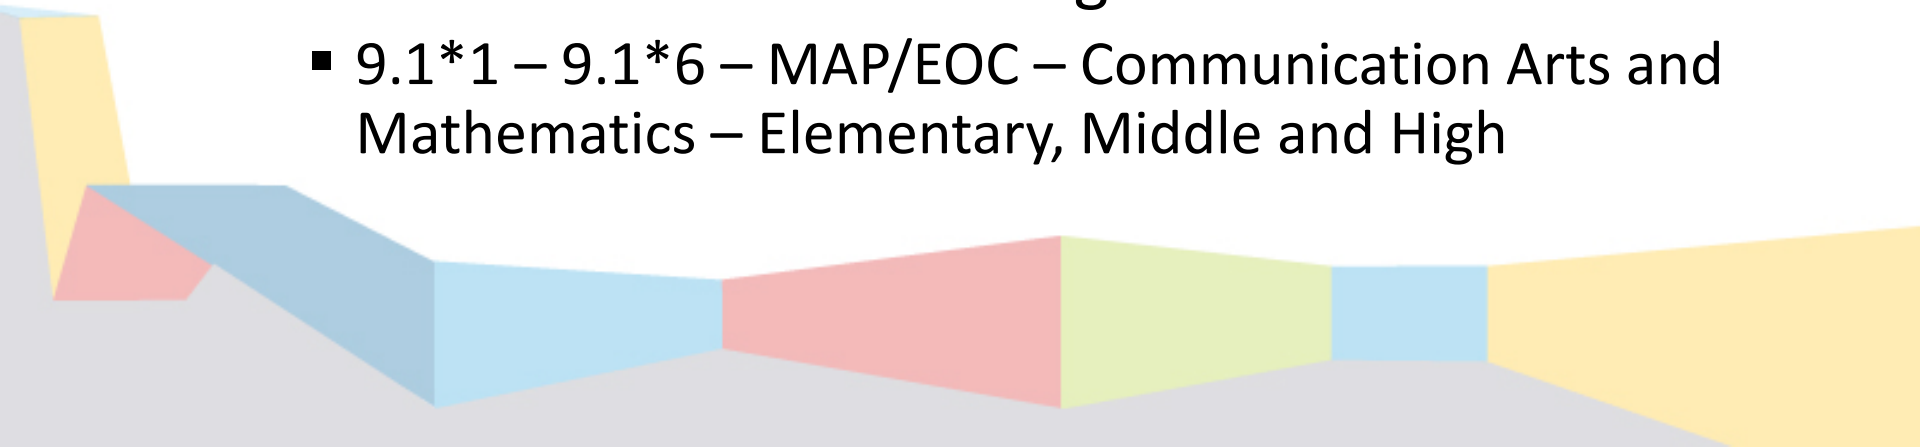 ▪ 9.1*1 – 9.1*6 – MAP/EOC – Communication Arts and
Mathematics – Elementary, Middle and High